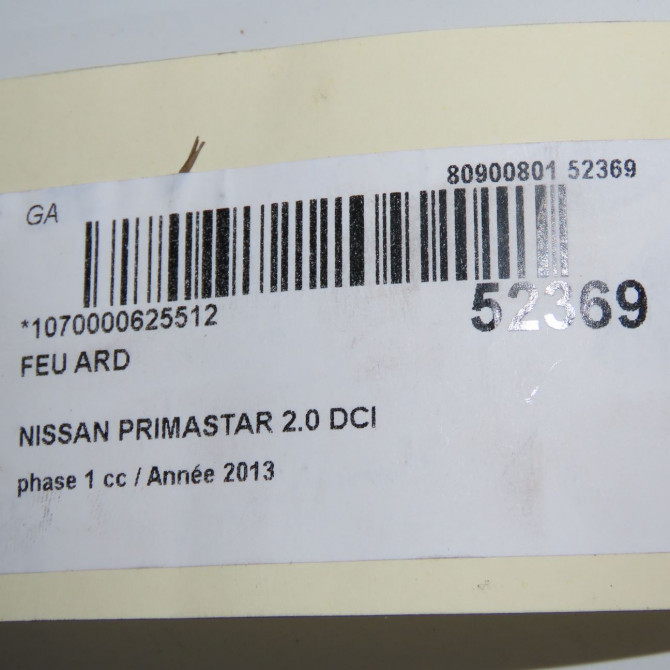 80900801 52369
GA
*1070000625512
52369
FEU ARD
NISSAN PRIMASTAR 2.0 DCI
phase 1 cc / Année 2013